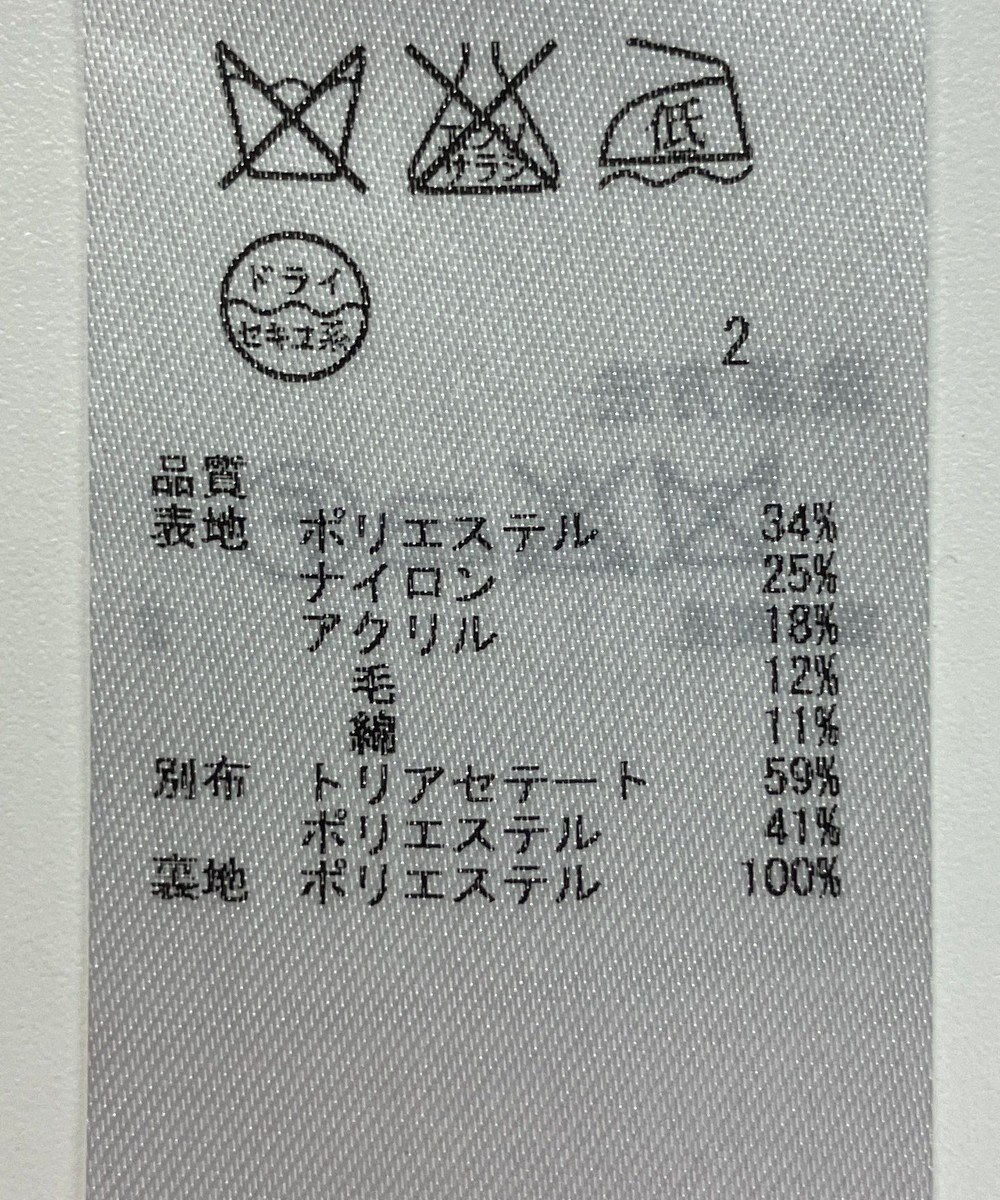 エンソ
サラシ
低
ドライ
セキユ系
2
品質
表地 ポリエステル 34%
ナイロン 25%
アクリル 18%
毛 12%
綿 11%
別布 トリアセテート 59%
ポリエステル 41%
裏地 ポリエステル 100%